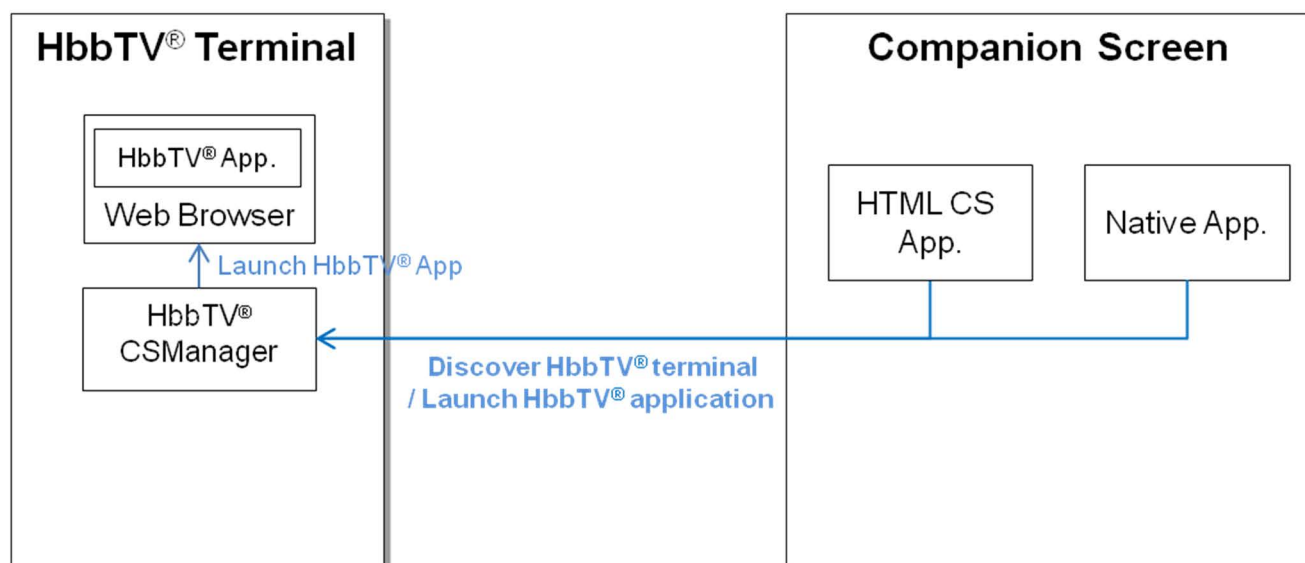 HbbTV® Terminal
HbbTV® App.
Web Browser
Launch HbbTV® App
HbbTV®
CSManager
Companion Screen
HTML CS
App.
Native App.
Discover HbbTV® terminal
/ Launch HbbTV® application